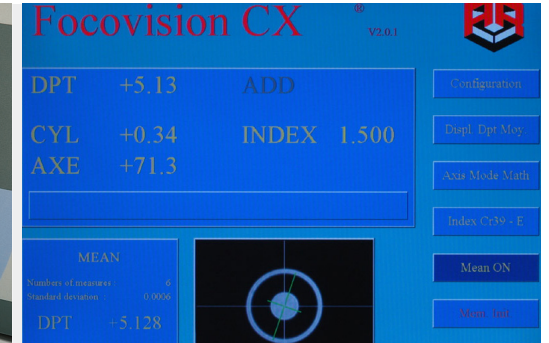 Focovision CX ® V2.0.1
DPT +5.13 ADD
CYL +0.34 INDEX 1.500
AXE +71.3
Configuration
Displ. Dpt Moy.
Axis Mode Math
Index Cr39 - E
Mean ON
MEAN
Numbers of measures : 6
Standard deviation : 0.0006
DPT +5.128